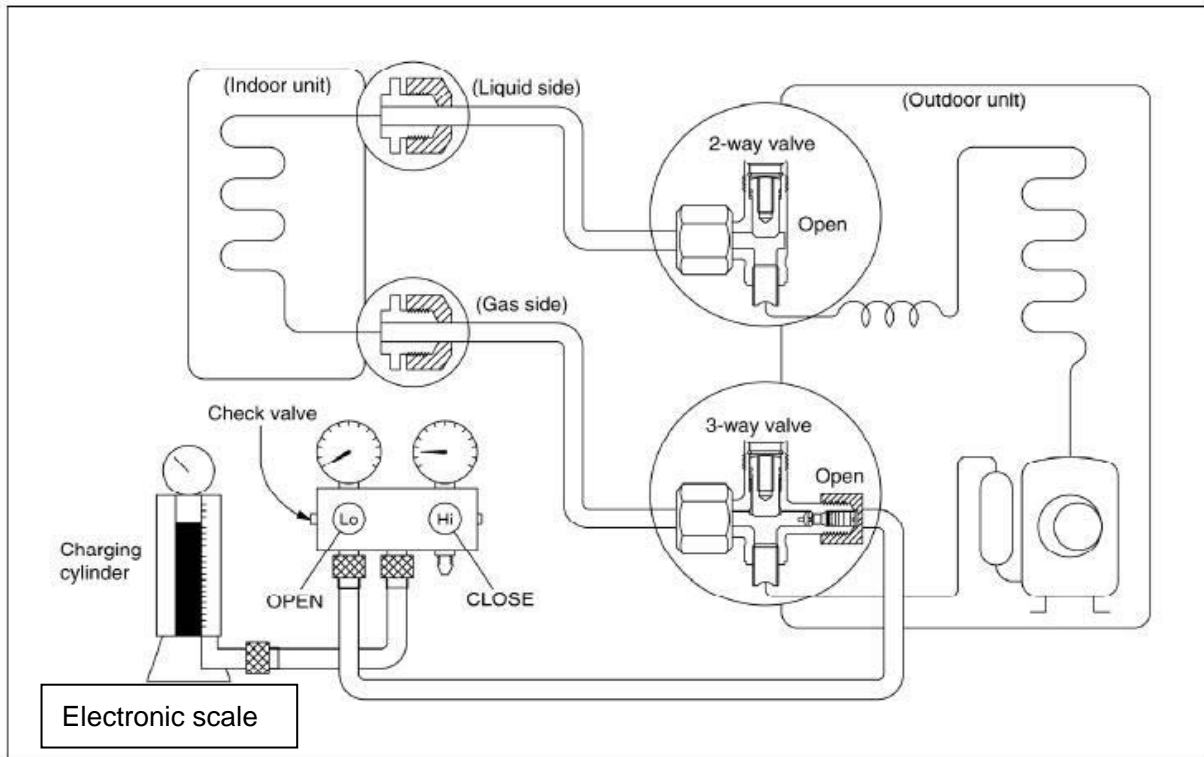 (Indoor unit)
(Liquid side)
(Outdoor unit)
2-way valve
Open
(Gas side)
Check valve
3-way valve
Open
Lo
Hi
Charging
cylinder
OPEN
CLOSE
Electronic scale